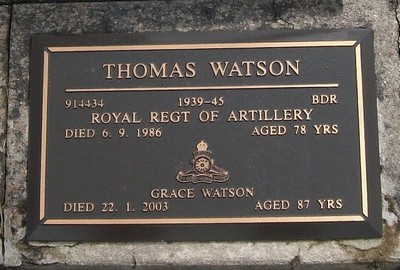 THOMAS WATSON
914434 1939-45 BDR
ROYAL REGT OF ARTILLERY
DIED 6. 9. 1986 AGED 78 YRS
GRACE WATSON
DIED 22. 1. 2003 AGED 87 YRS